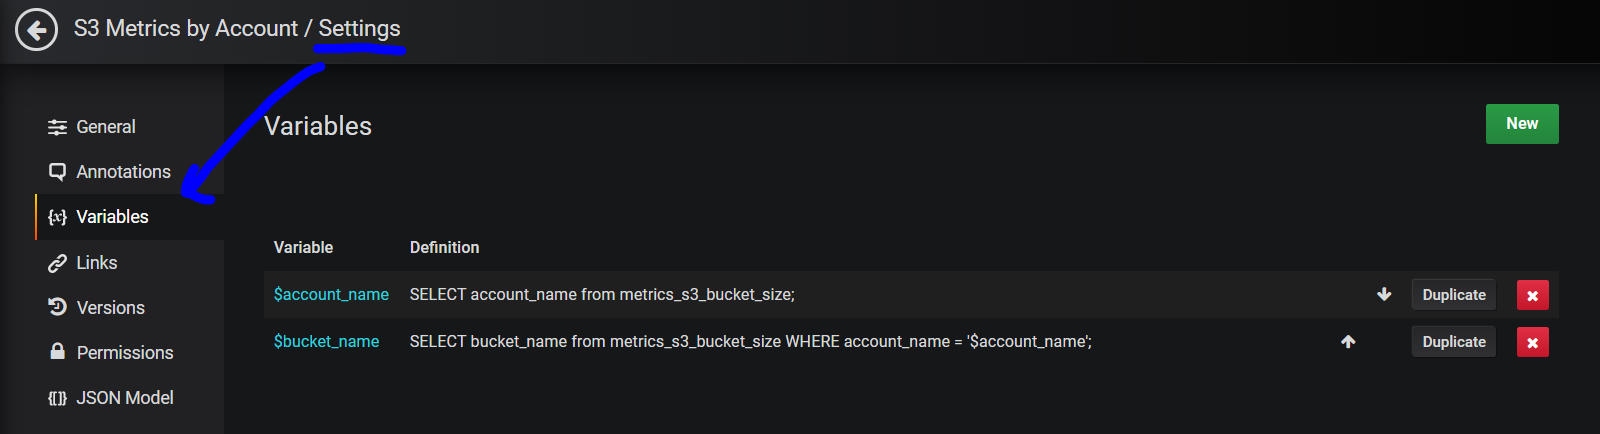 S3 Metrics by Account / Settings
General
Annotations
Variables
Links
Versions
Permissions
JSON Model
Variables
New
Variable Definition
$account_name SELECT account_name from metrics_s3_bucket_size; Duplicate
$bucket_name SELECT bucket_name from metrics_s3_bucket_size WHERE account_name = '$account_name'; Duplicate